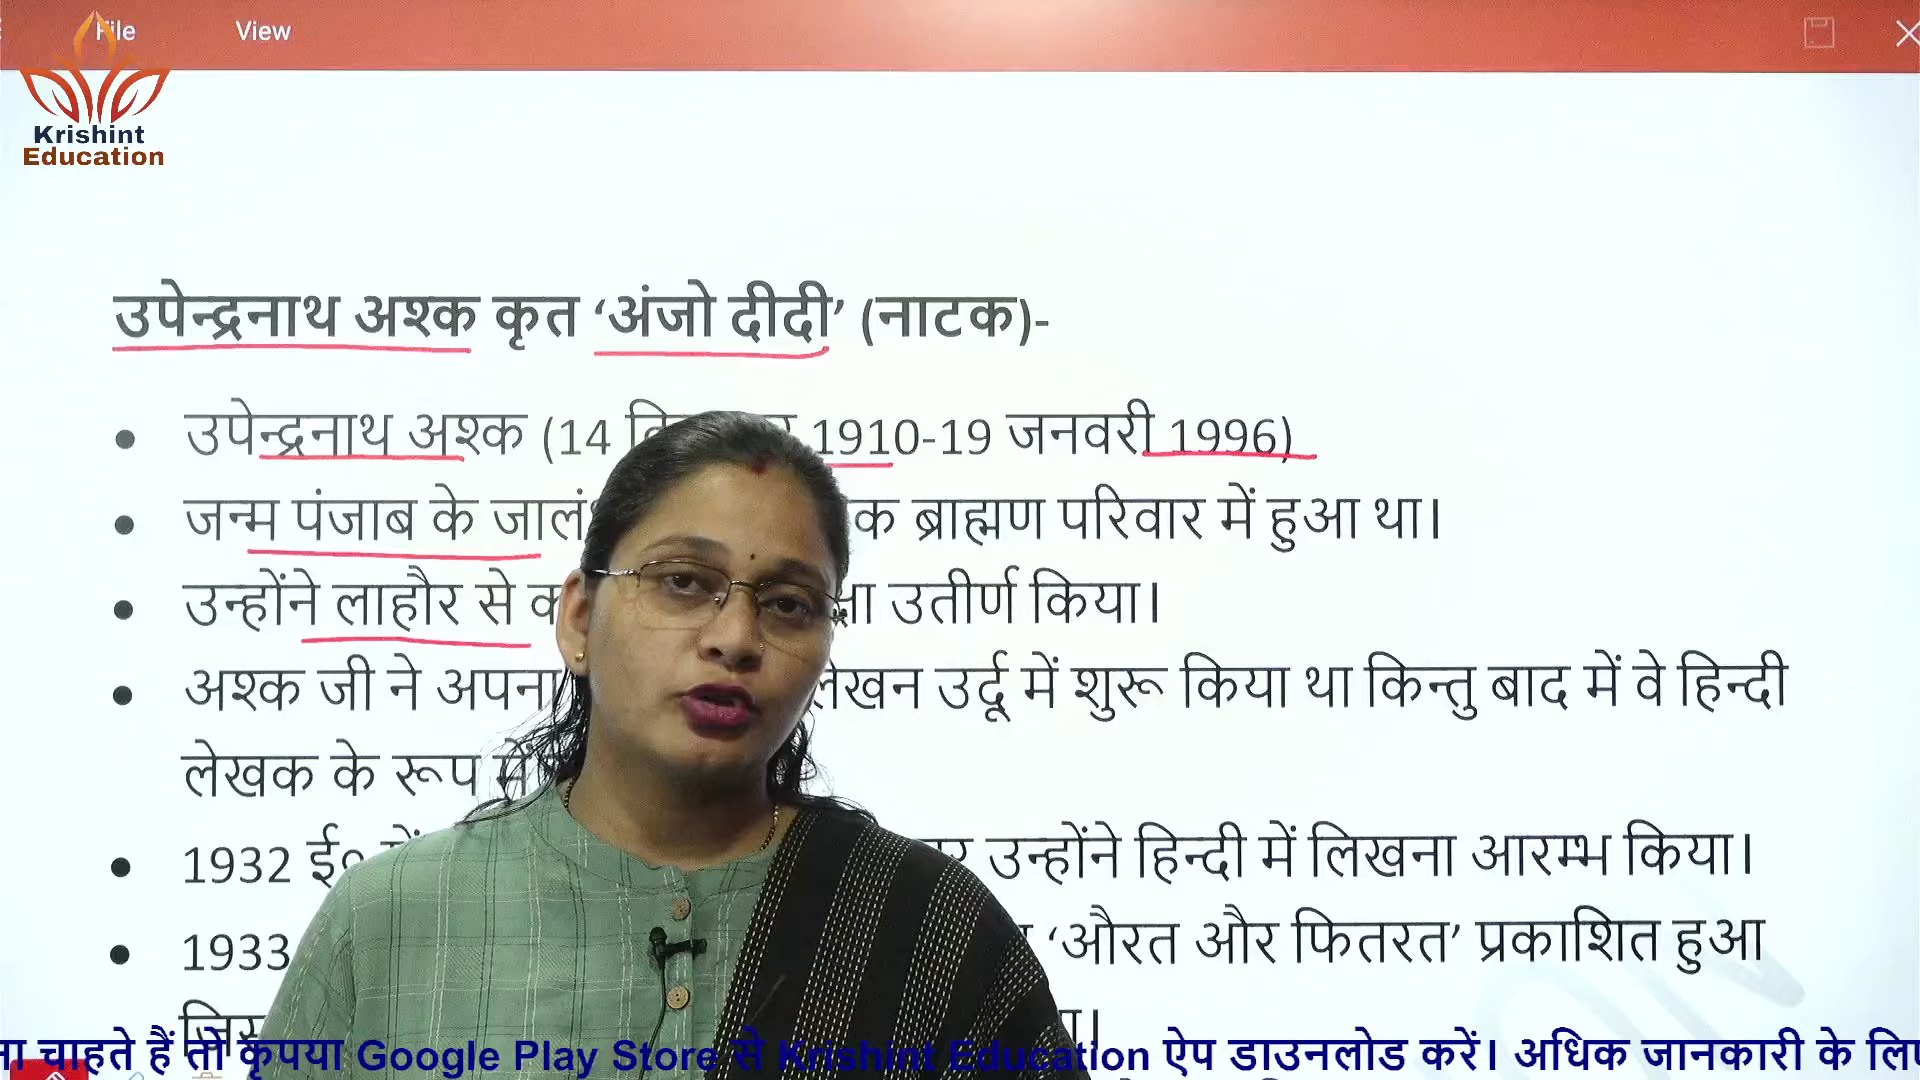 File View
Krishint
Education
उपेन्द्रनाथ अश्क कृत ‘अंजो दीदी’ (नाटक)-
• उपेन्द्रनाथ अश्क (14 1910-19 जनवरी 1996)
• जन्म पंजाब के ब्राह्मण परिवार में हुआ था।
• उन्होंने लाहौर से उतीर्ण किया।
• अश्क जी ने अपना लेखन उर्दू में शुरू किया था किन्तु बाद में वे हिन्दी
लेखक के रूप में
• 1932 ई० उन्होंने हिन्दी में लिखना आरम्भ किया।
• 1933 ‘औरत और फितरत’ प्रकाशित हुआ
चाहते हैं तो कृपया Google Play Store से Krishint Education ऐप डाउनलोड करें। अधिक जानकारी के